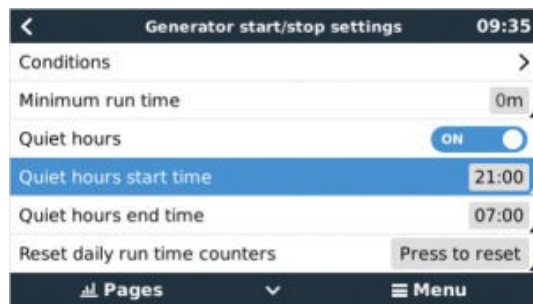 Generator start/stop settings 09:35
Conditions
Minimum run time 0m
Quiet hours ON
Quiet hours start time 21:00
Quiet hours end time 07:00
Reset daily run time counters Press to reset
Pages Menu